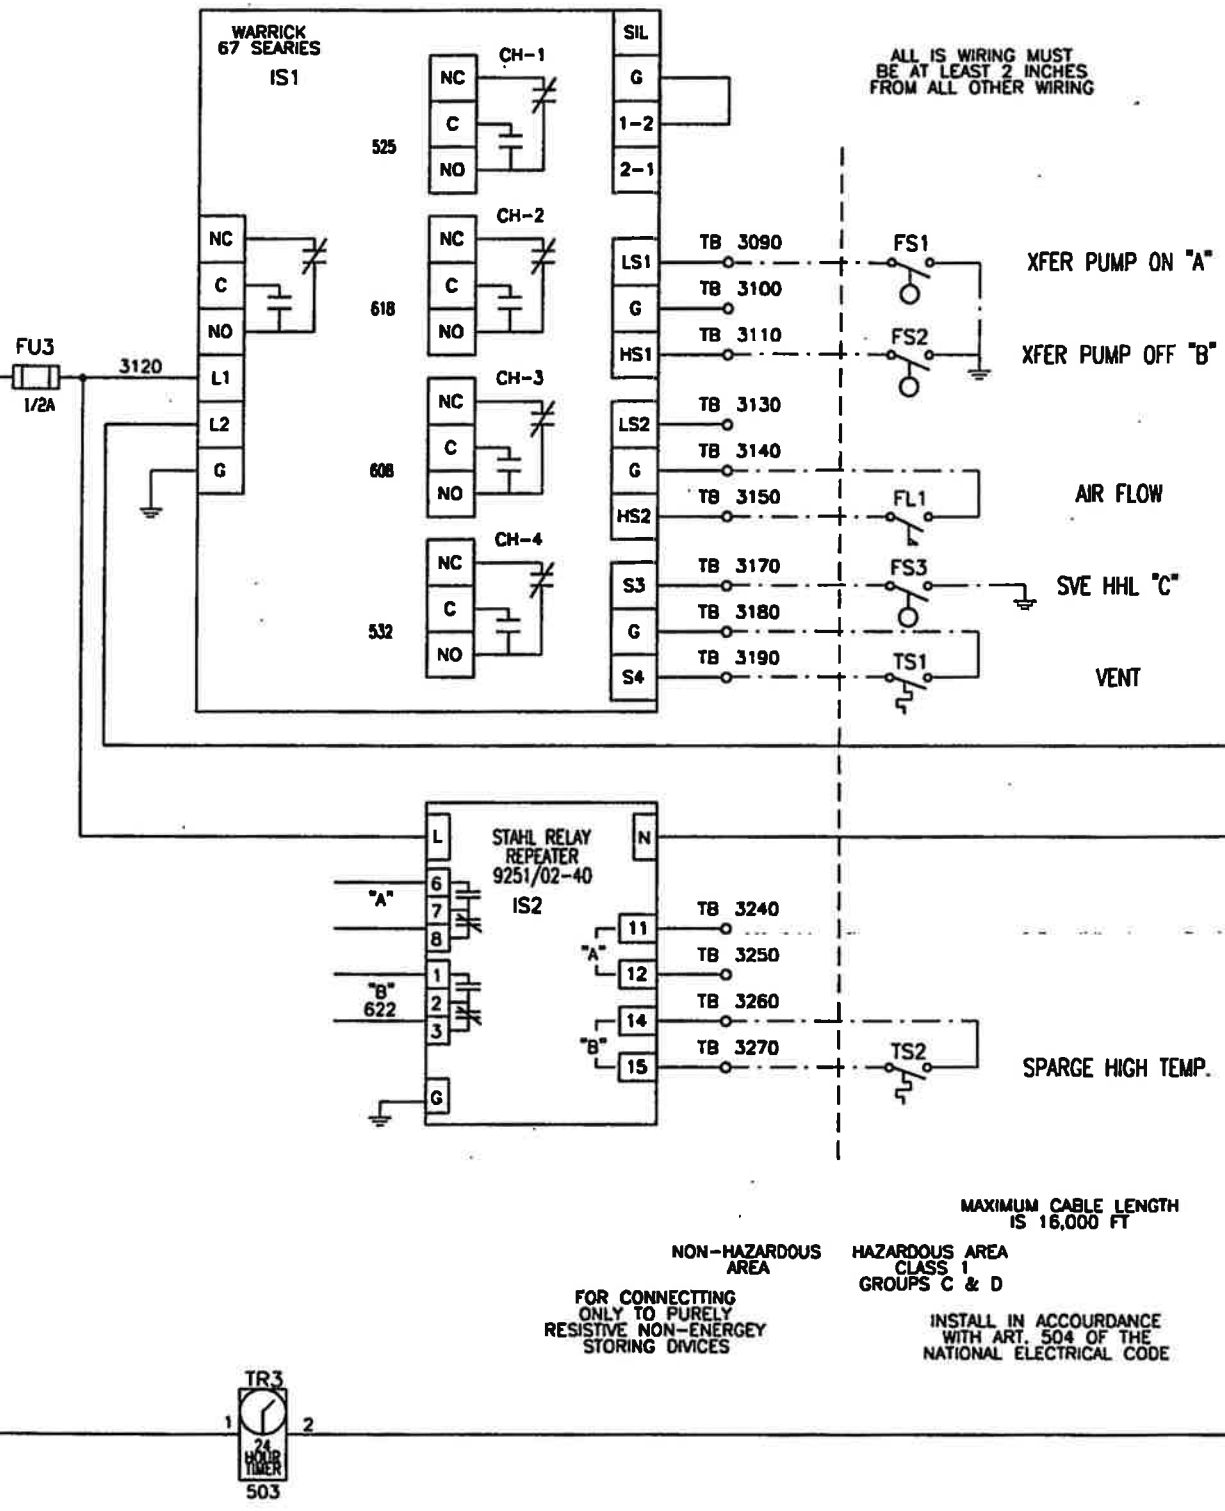 WARRICK
67 SEARIES
IS1
525
618
608
532
CH-1
NC
C
NO
CH-2
NC
C
NO
CH-3
NC
C
NO
CH-4
NC
C
NO
NC
C
NO
L1
L2
G
FU3
1/2A
3120
SIL
G
1-2
2-1
LS1
G
HS1
LS2
G
HS2
S3
G
S4
TB 3090
TB 3100
TB 3110
TB 3130
TB 3140
TB 3150
TB 3170
TB 3180
TB 3190
ALL IS WIRING MUST
BE AT LEAST 2 INCHES
FROM ALL OTHER WIRING
FS1
XFER PUMP ON "A"
FS2
XFER PUMP OFF "B"
FL1
AIR FLOW
FS3
SVE HHL "C"
TS1
VENT
L
STAHL RELAY
REPEATER
9251/02-40
IS2
N
"A"
6
7
8
"B"
622
1
2
3
G
"A"
11
12
"B"
14
15
TB 3240
TB 3250
TB 3260
TB 3270
TS2
SPARGE HIGH TEMP.
MAXIMUM CABLE LENGTH
IS 16,000 FT
NON-HAZARDOUS
AREA
HAZARDOUS AREA
CLASS 1
GROUPS C & D
FOR CONNECTTING
ONLY TO PURELY
RESISTIVE NON-ENERGEY
STORING DIVICES
INSTALL IN ACCOURDANCE
WITH ART. 504 OF THE
NATIONAL ELECTRICAL CODE
TR3
1
2
24
HOUR
TIMER
503